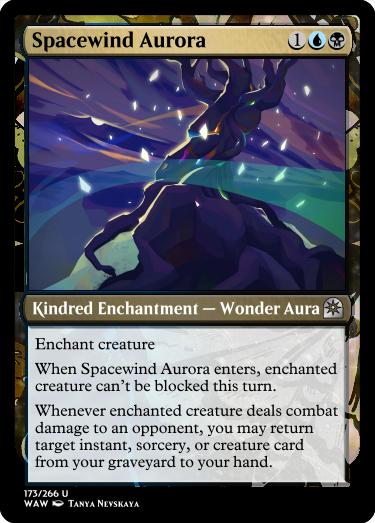 Spacewind Aurora 1
Kindred Enchantment — Wonder Aura
Enchant creature
When Spacewind Aurora enters, enchanted
creature can't be blocked this turn.
Whenever enchanted creature deals combat
damage to an opponent, you may return
target instant, sorcery, or creature card
from your graveyard to your hand.
173/266 U
WAW Tanya Nevskaya